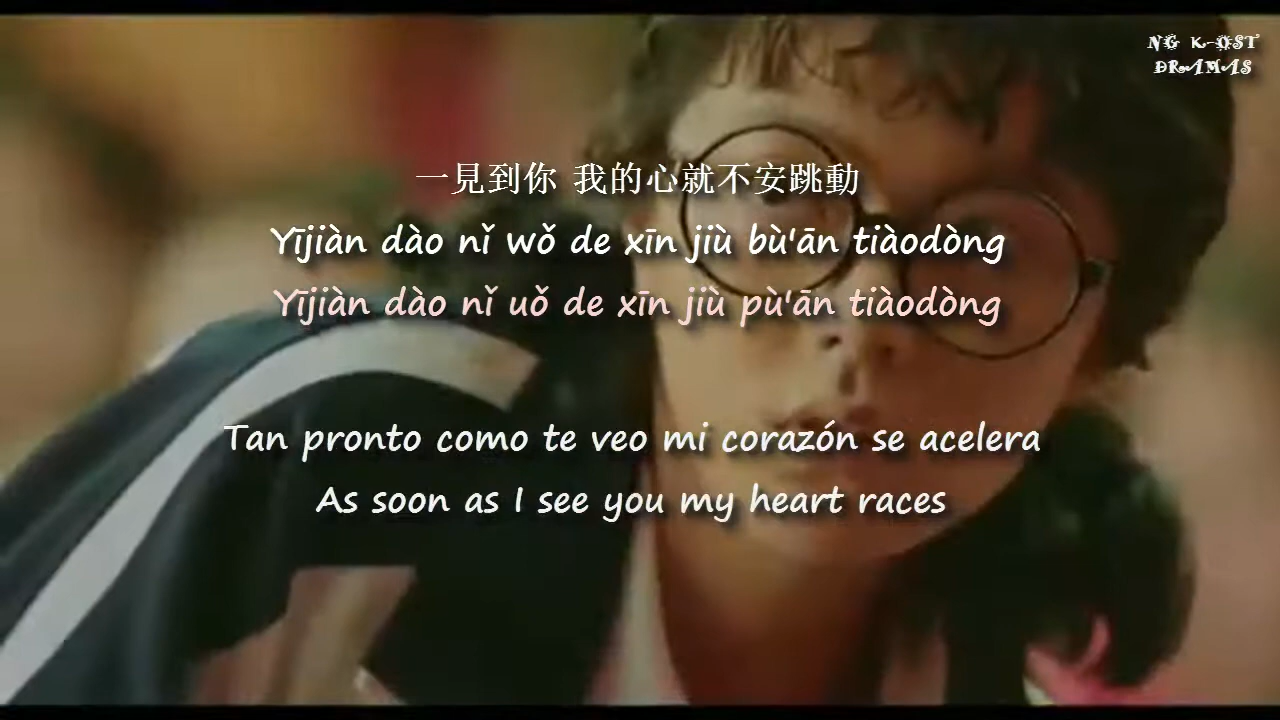 NG K-OST
DRAMAS
一見到你 我的心就不安跳動
Yījiàn dào nǐ wǒ de xīn jiù bù'ān tiàodòng
Yījiàn dào nǐ uǒ de xīn jiù pù'ān tiàodòng
Tan pronto como te veo mi corazón se acelera
As soon as I see you my heart races